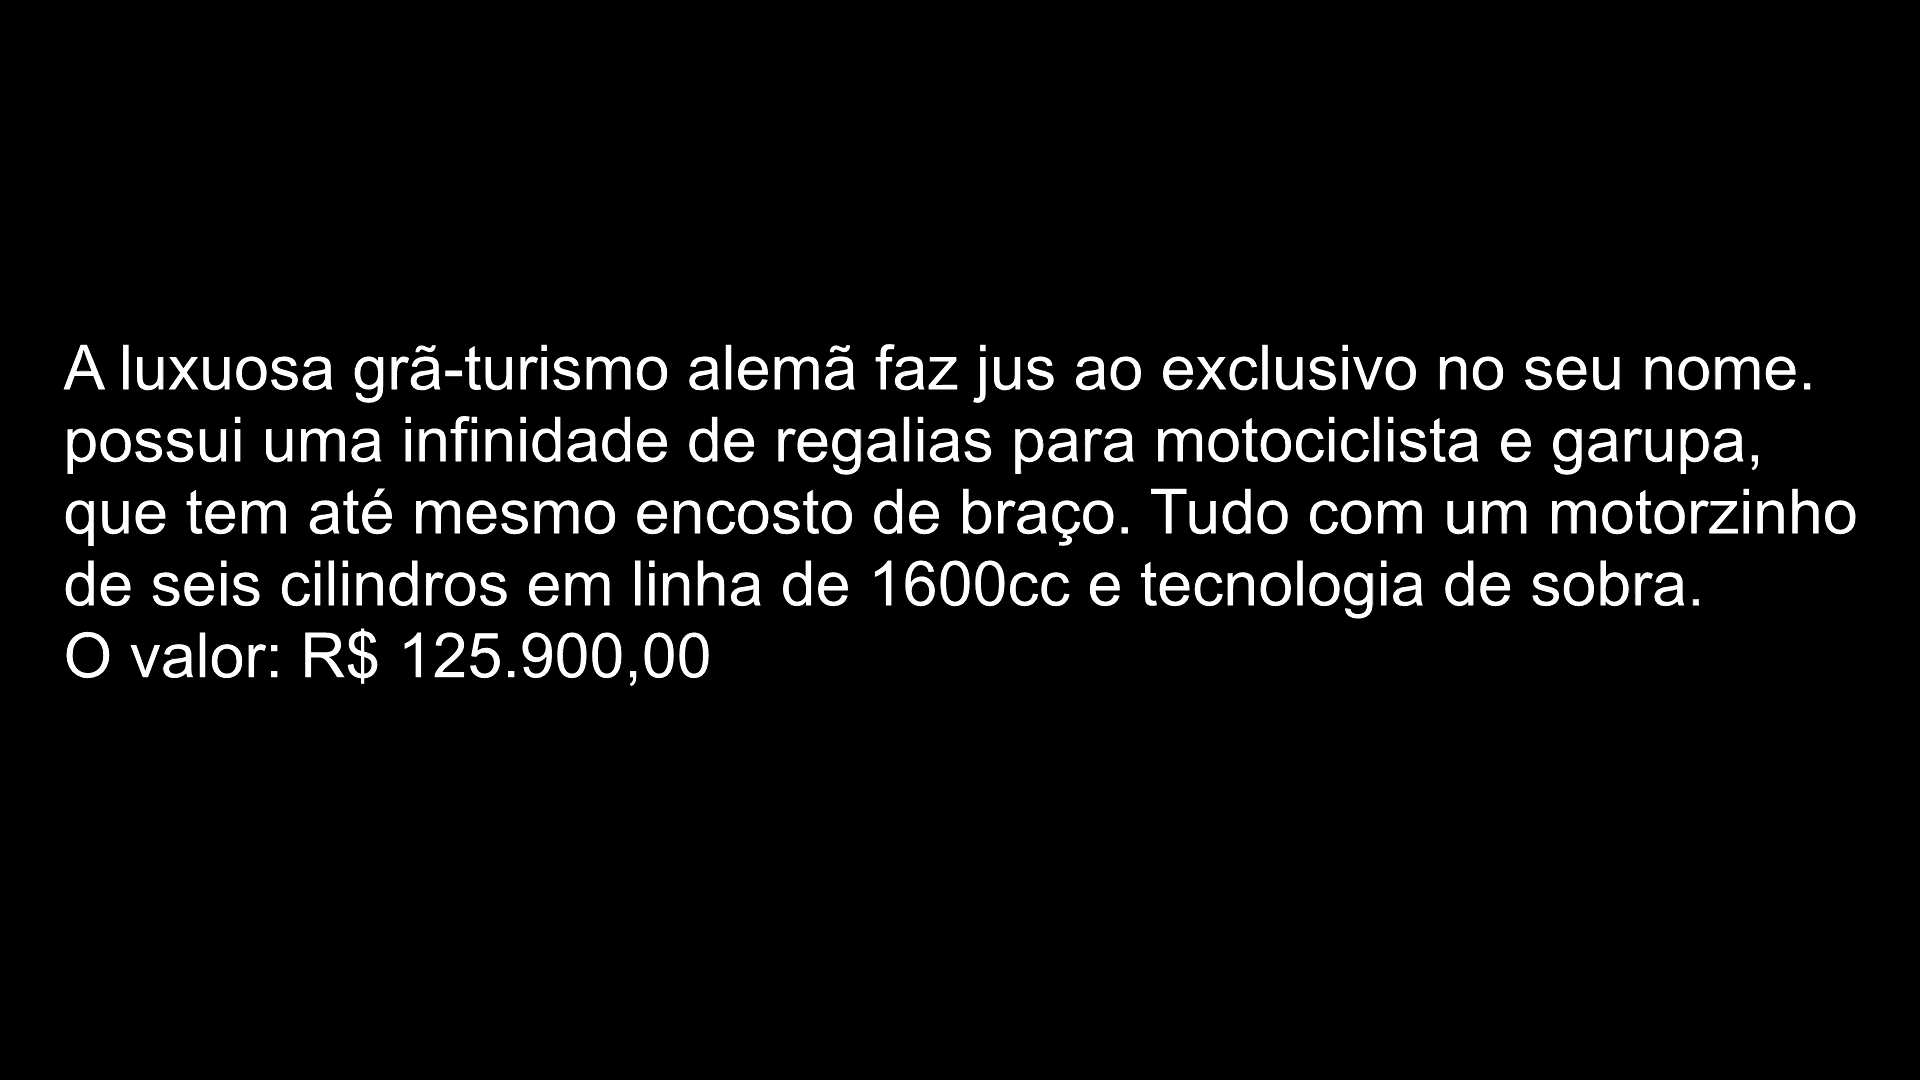 A luxuosa grã-turismo alemã faz jus ao exclusivo no seu nome.
possui uma infinidade de regalias para motociclista e garupa,
que tem até mesmo encosto de braço. Tudo com um motorzinho
de seis cilindros em linha de 1600cc e tecnologia de sobra.
O valor: R$ 125.900,00